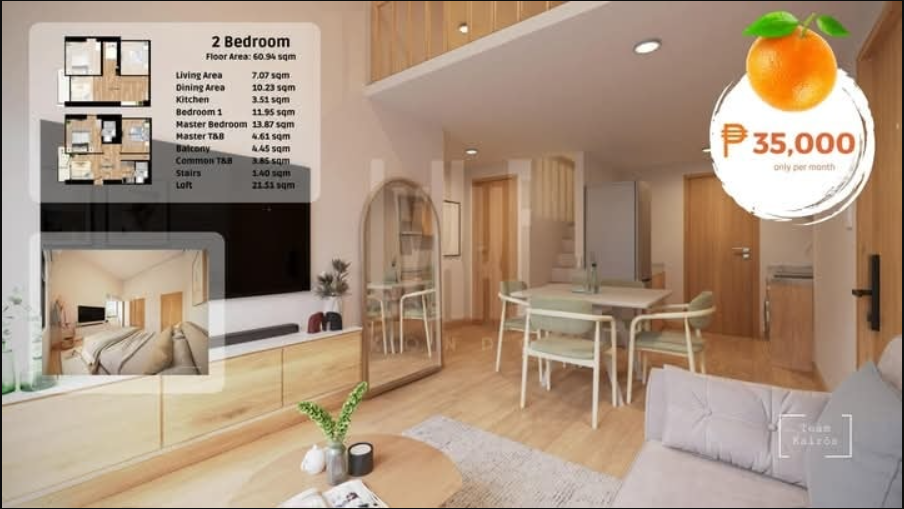 2 Bedroom
Floor Area: 60.94 sqm
Living Area 7.07 sqm
Dining Area 10.23 sqm
Kitchen 3.51 sqm
Bedroom 1 11.95 sqm
Master Bedroom 13.87 sqm
Master T&B 4.61 sqm
Balcony 4.45 sqm
Common T&B 3.85 sqm
Stairs 1.40 sqm
Loft 21.51 sqm
₱ 35,000
only per month
Team
Kairós